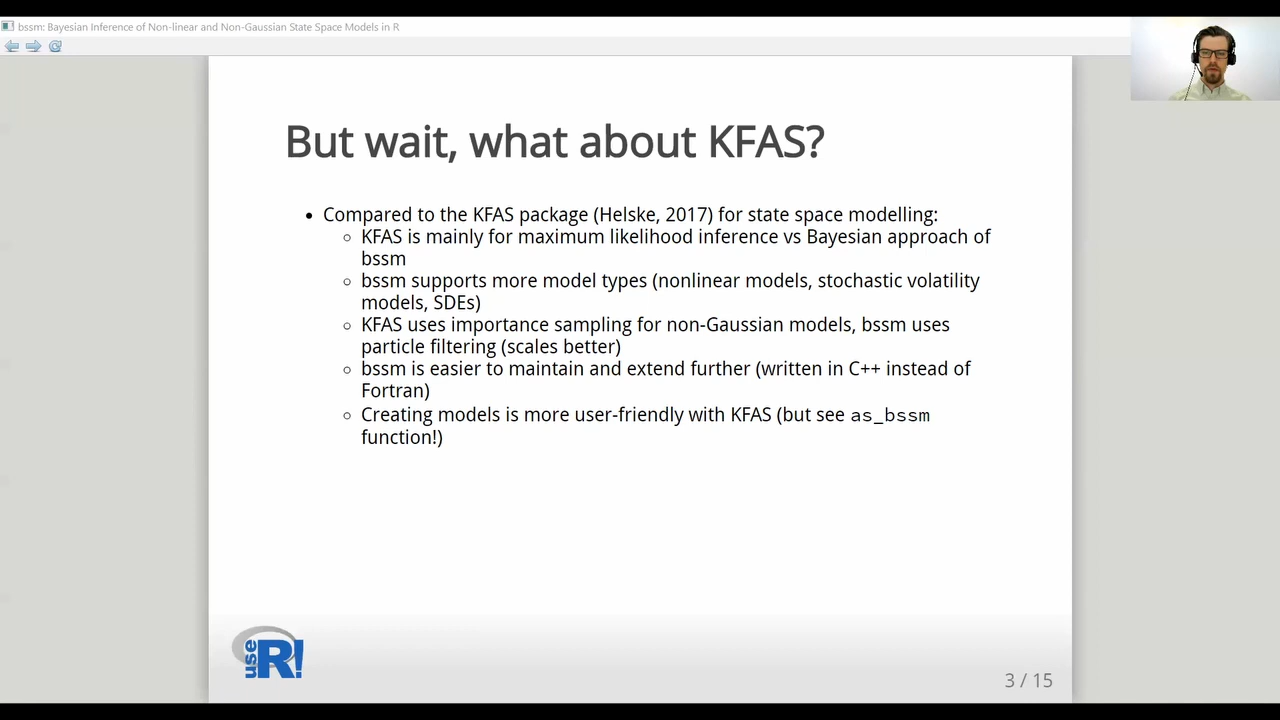 bssm: Bayesian Inference of Non-linear and Non-Gaussian State Space Models in R
But wait, what about KFAS?
Compared to the KFAS package (Helske, 2017) for state space modelling:
KFAS is mainly for maximum likelihood inference vs Bayesian approach of
bssm
bssm supports more model types (nonlinear models, stochastic volatility
models, SDEs)
KFAS uses importance sampling for non-Gaussian models, bssm uses
particle filtering (scales better)
bssm is easier to maintain and extend further (written in C++ instead of
Fortran)
Creating models is more user-friendly with KFAS (but see as_bssm
function!)
use R!
3 / 15